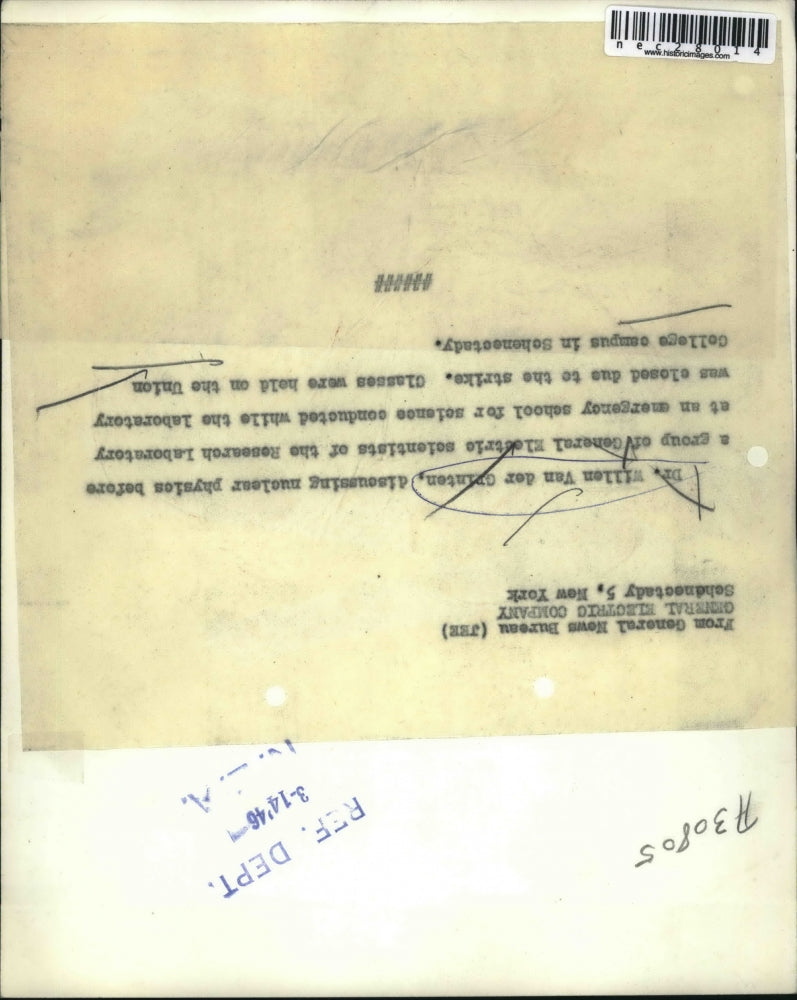 nec28014
www.historicimages.com
From General News Bureau (JEE)
GENERAL ELECTRIC COMPANY
Schenectady 5, New York
Dr. Willem Van der Grinten, discussing nuclear physics before
a group of General Electric scientists of the Research Laboratory
at an emergency school for science conducted while the laboratory
was closed due to the strike. Classes were held on the Union
College campus in Schenectady.
######
REF. DEPT.
3-14'46
N. E. A.
A30805